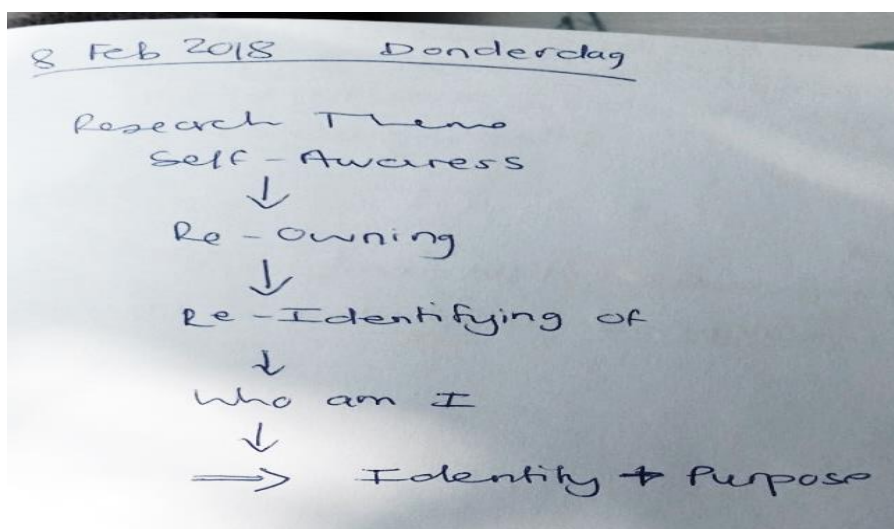 8 Feb 2018 Donderdag
Research Theme
Self-Awaress
↓
Re-Owning
↓
Re-Identifying of
↓
Who am I
↓
⇒ Identity + Purpose